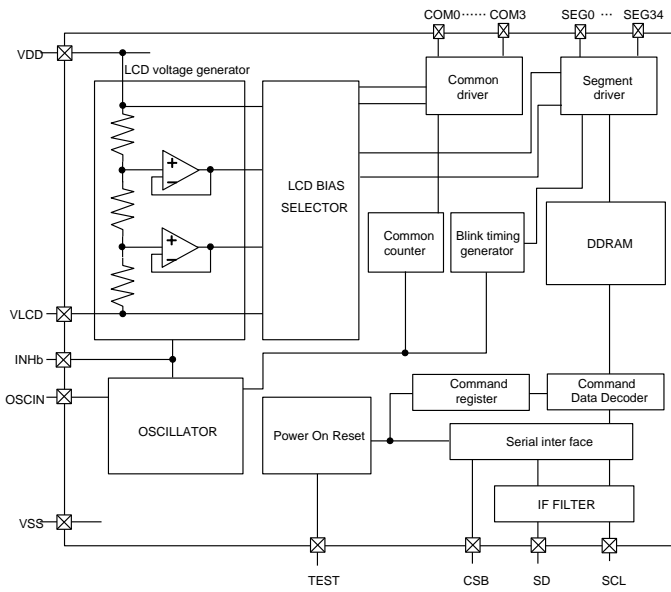 COM0······ COM3
SEG0 ··· SEG34
VDD
LCD voltage generator
Common
driver
Segment
driver
+
−
LCD BIAS
SELECTOR
+
−
Common
counter
Blink timing
generator
DDRAM
VLCD
INHb
OSCIN
OSCILLATOR
Command
register
Command
Data Decoder
Power On Reset
Serial inter face
IF FILTER
VSS
TEST
CSB
SD
SCL